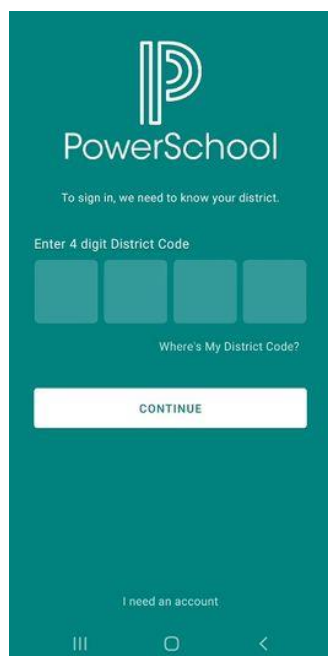 PowerSchool
To sign in, we need to know your district.
Enter 4 digit District Code
Where's My District Code?
CONTINUE
I need an account